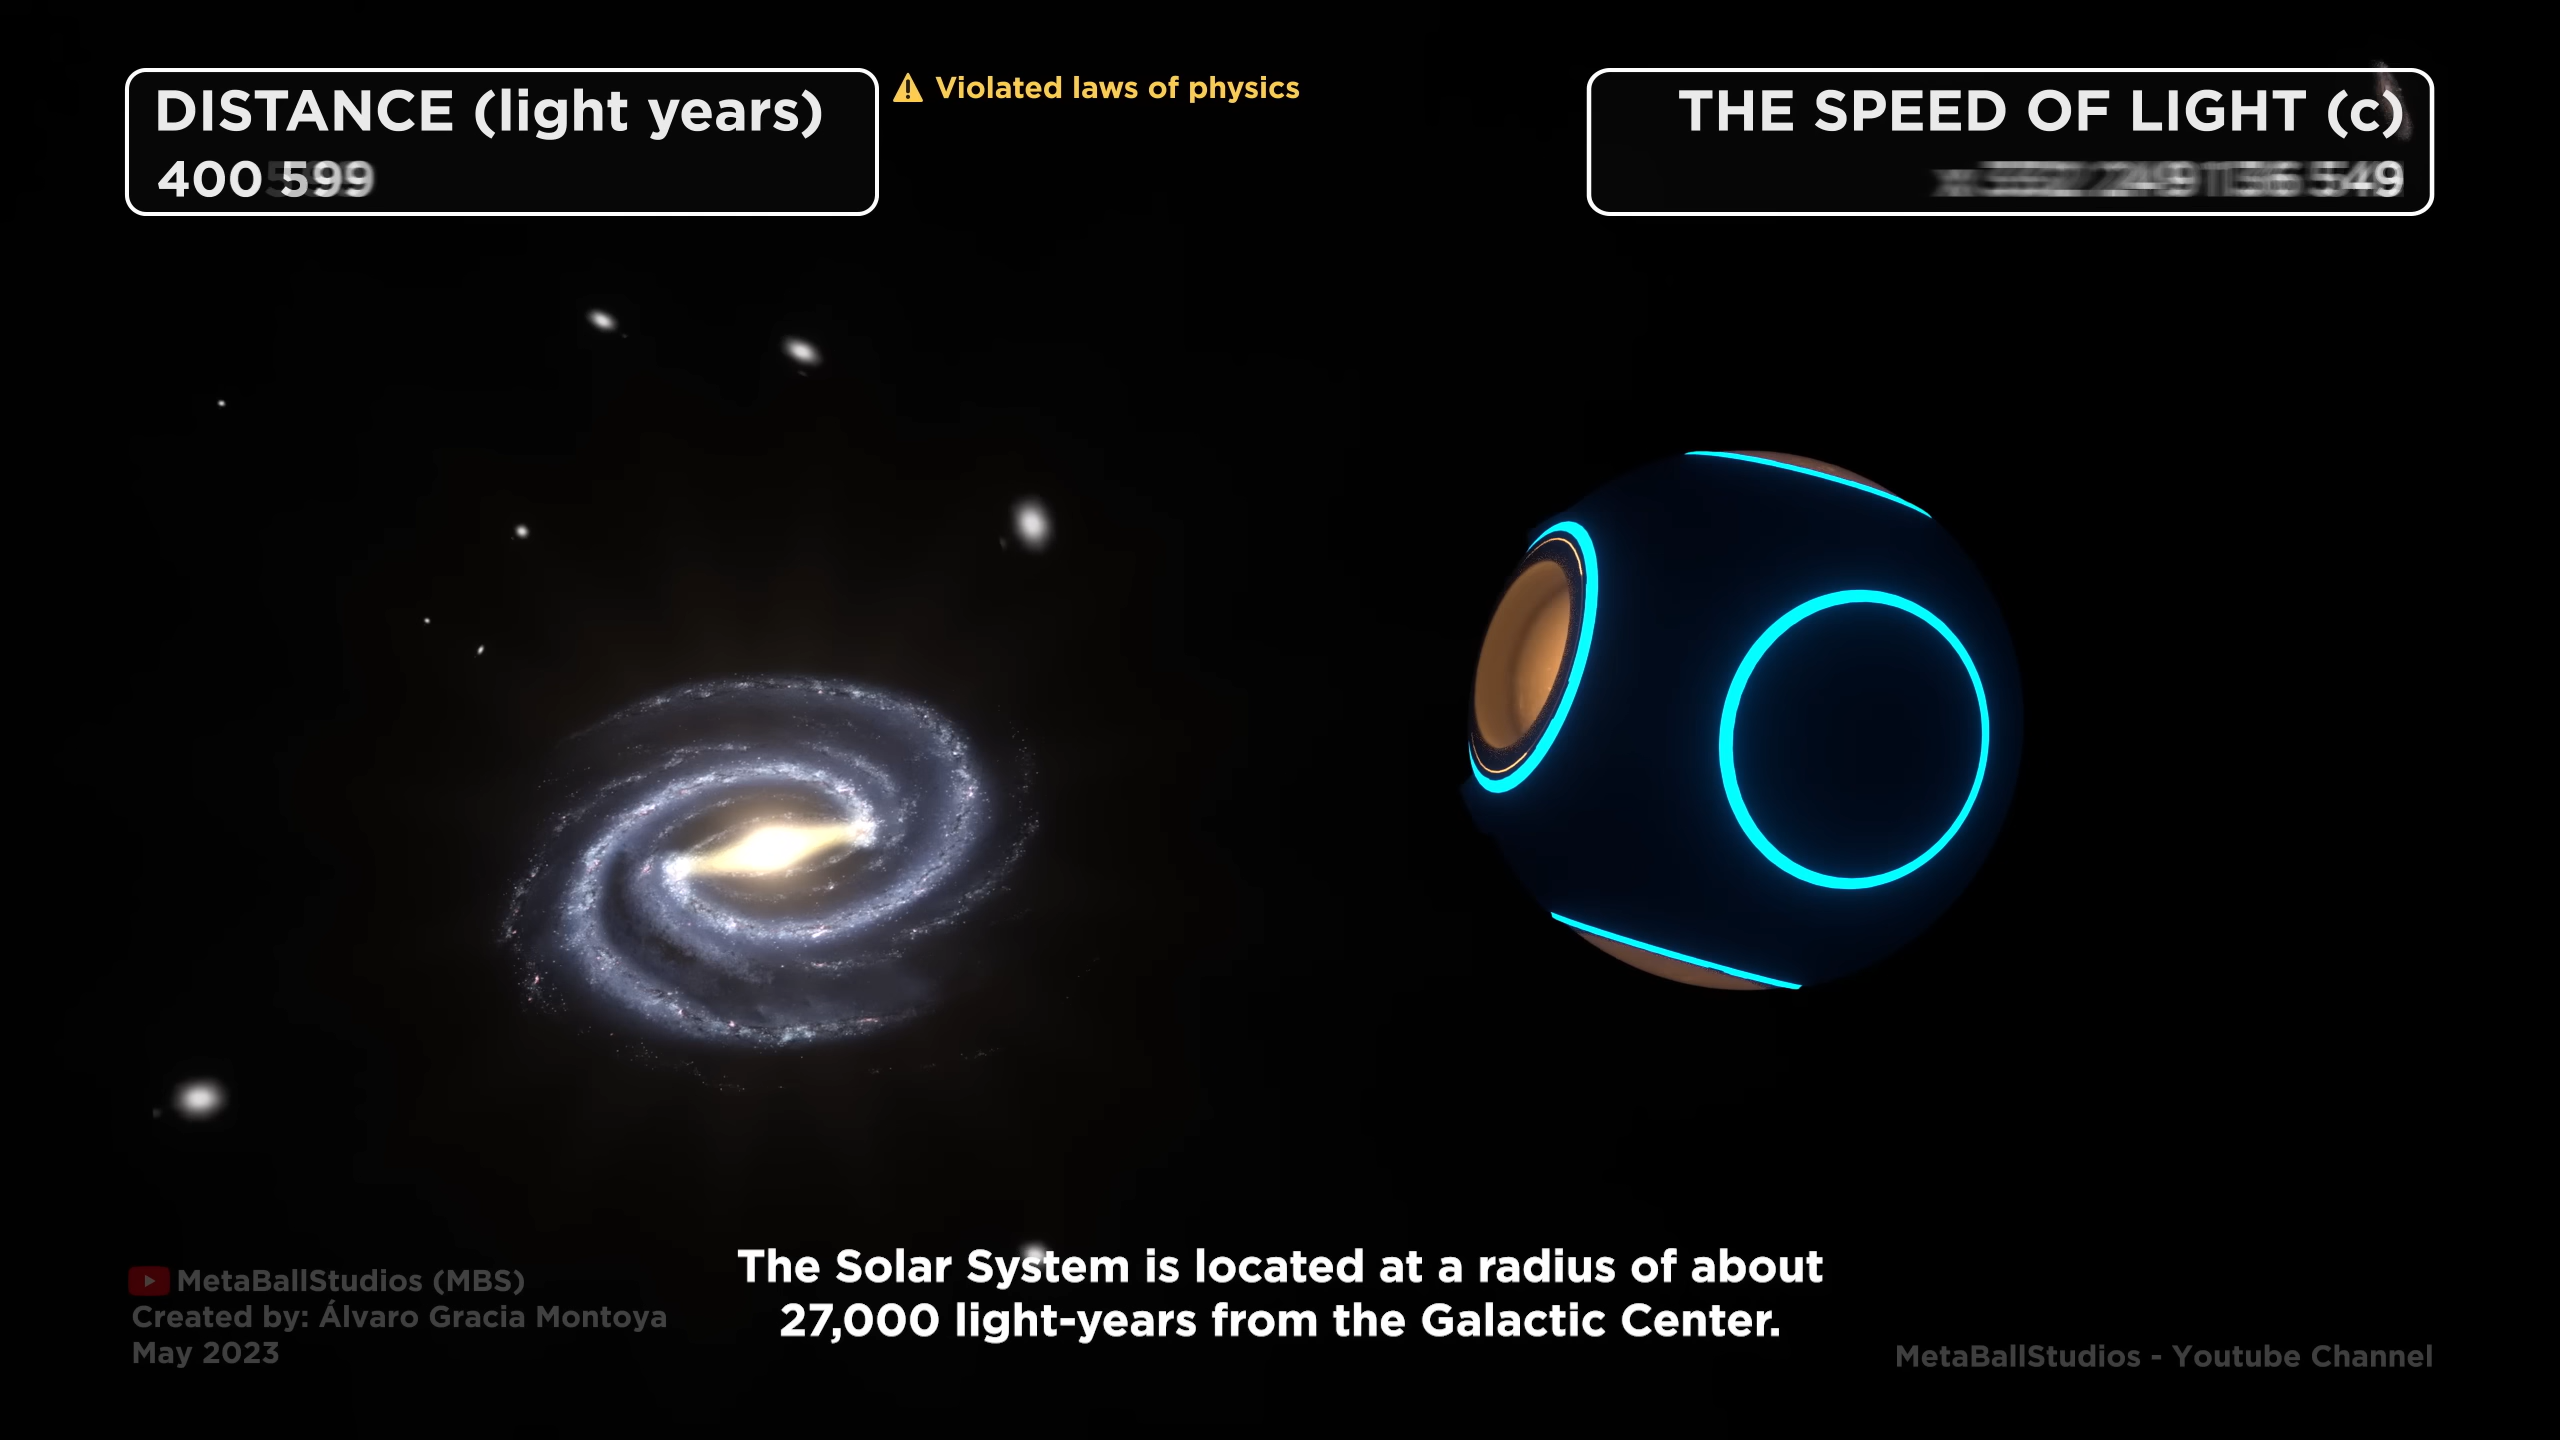 DISTANCE (light years)
400 599
Violated laws of physics
THE SPEED OF LIGHT (c)
549
The Solar System is located at a radius of about
27,000 light-years from the Galactic Center.
MetaBallStudios (MBS)
Created by: Álvaro Gracia Montoya
May 2023
MetaBallStudios - Youtube Channel